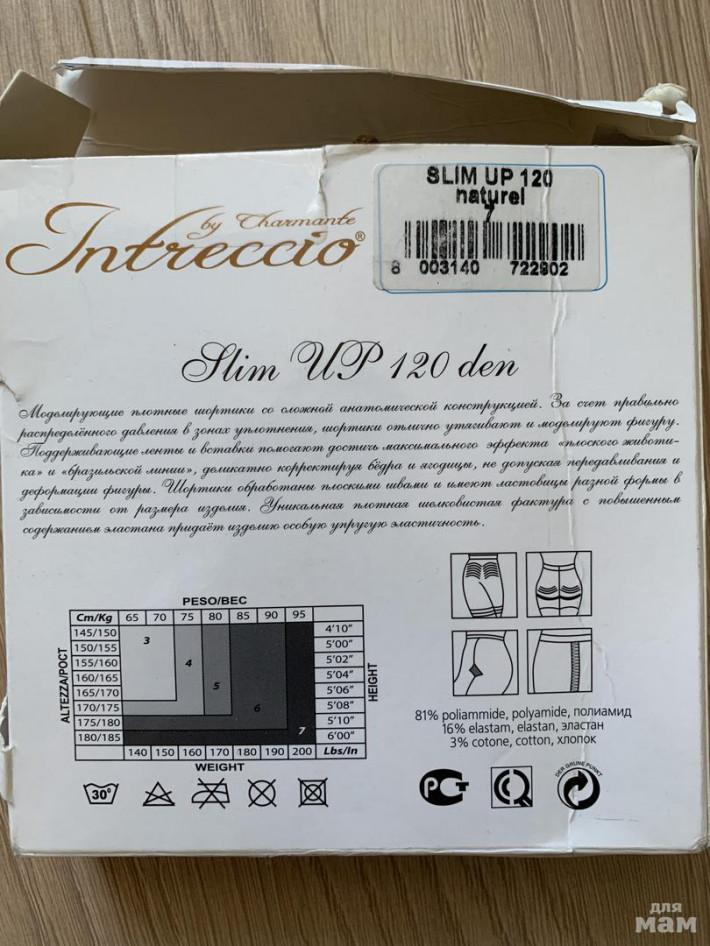 SLIM UP 120
naturel
7
8 003140 722902
by Charmante
Intreccio®
Slim UP 120 den
Моделирующие плотные шортики со сложной анатомической конструкцией. За счет правильно
распределённого давления в зонах уплотнения, шортики отлично утягивают и моделируют фигуру.
Поддерживающие ленты и вставки помогают достичь максимального эффекта «плоского животи-
ка» и «бразильской линии», деликатно корректируя бёдра и ягодицы, не допуская передавливания и
деформации фигуры. Шортики обработаны плоскими швами и имеют ластовицы разной формы в
зависимости от размера изделия. Уникальная плотная шелковистая фактура с повышенным
содержанием эластана придаёт изделию особую упругую эластичность.
PESO/ВЕС
Cm/Kg 65 70 75 80 85 90 95
145/150 3 4'10"
150/155 5'00"
155/160 4 5'02"
160/165 5'04"
165/170 5 5'06"
170/175 6 5'08"
175/180 5'10"
180/185 7 6'00"
140 150 160 170 180 190 200 Lbs/In
WEIGHT
ALTEZZA/РОСТ
HEIGHT
81% poliammide, polyamide, полиамид
16% elastam, elastan, эластан
3% cotone, cotton, хлопок
30°
РСТ
DER GRÜNE PUNKT
для
мам